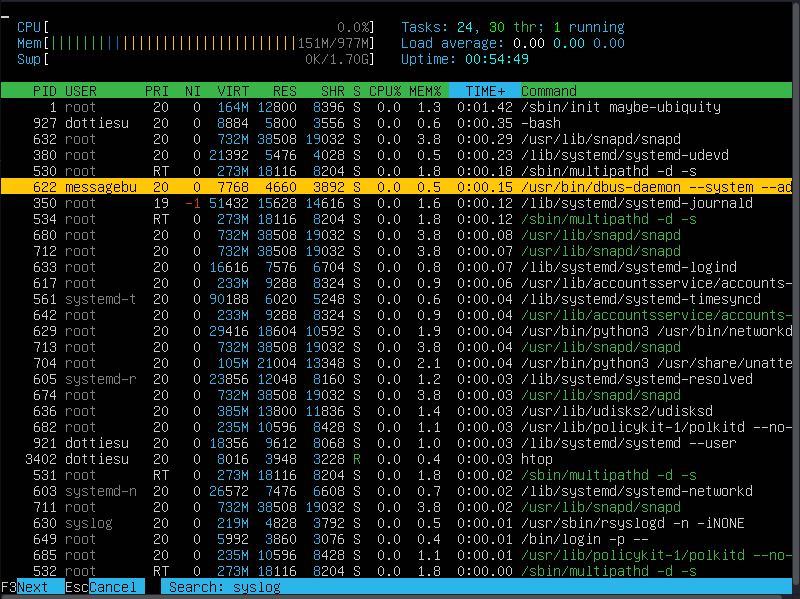 CPU[ 0.0%] Tasks: 24, 30 thr; 1 running
Mem[||||||||||||||||||||||||||||||||151M/977M] Load average: 0.00 0.00 0.00
Swp[ 0K/1.70G] Uptime: 00:54:49
PID USER PRI NI VIRT RES SHR S CPU% MEM% TIME+ Command
1 root 20 0 164M 12800 8396 S 0.0 1.3 0:01.42 /sbin/init maybe-ubiquity
927 dottiesu 20 0 8884 5800 3556 S 0.0 0.6 0:00.35 -bash
632 root 20 0 732M 38508 19032 S 0.0 3.8 0:00.29 /usr/lib/snapd/snapd
380 root 20 0 21392 5476 4028 S 0.0 0.5 0:00.23 /lib/systemd/systemd-udevd
530 root RT 0 273M 18116 8204 S 0.0 1.8 0:00.18 /sbin/multipathd -d -s
622 messagebu 20 0 7768 4660 3892 S 0.0 0.5 0:00.15 /usr/bin/dbus-daemon --system --ad
350 root 19 -1 51432 15628 14616 S 0.0 1.6 0:00.12 /lib/systemd/systemd-journald
534 root RT 0 273M 18116 8204 S 0.0 1.8 0:00.12 /sbin/multipathd -d -s
680 root 20 0 732M 38508 19032 S 0.0 3.8 0:00.08 /usr/lib/snapd/snapd
712 root 20 0 732M 38508 19032 S 0.0 3.8 0:00.07 /usr/lib/snapd/snapd
633 root 20 0 16616 7576 6704 S 0.0 0.8 0:00.07 /lib/systemd/systemd-logind
617 root 20 0 233M 9288 8324 S 0.0 0.9 0:00.06 /usr/lib/accountsservice/accounts-
561 systemd-t 20 0 90188 6020 5248 S 0.0 0.6 0:00.04 /lib/systemd/systemd-timesyncd
642 root 20 0 233M 9288 8324 S 0.0 0.9 0:00.04 /usr/lib/accountsservice/accounts-
629 root 20 0 29416 18604 10592 S 0.0 1.9 0:00.04 /usr/bin/python3 /usr/bin/networkd
713 root 20 0 732M 38508 19032 S 0.0 3.8 0:00.04 /usr/lib/snapd/snapd
704 root 20 0 105M 21004 13348 S 0.0 2.1 0:00.04 /usr/bin/python3 /usr/share/unatte
605 systemd-r 20 0 23856 12048 8160 S 0.0 1.2 0:00.03 /lib/systemd/systemd-resolved
674 root 20 0 732M 38508 19032 S 0.0 3.8 0:00.03 /usr/lib/snapd/snapd
636 root 20 0 385M 13800 11836 S 0.0 1.4 0:00.03 /usr/lib/udisks2/udisksd
682 root 20 0 235M 10596 8428 S 0.0 1.1 0:00.03 /usr/lib/policykit-1/polkitd --no-
921 dottiesu 20 0 18356 9612 8068 S 0.0 1.0 0:00.03 /lib/systemd/systemd --user
3402 dottiesu 20 0 8016 3948 3228 R 0.0 0.4 0:00.03 htop
531 root RT 0 273M 18116 8204 S 0.0 1.8 0:00.02 /sbin/multipathd -d -s
603 systemd-n 20 0 26572 7476 6608 S 0.0 0.7 0:00.02 /lib/systemd/systemd-networkd
711 root 20 0 732M 38508 19032 S 0.0 3.8 0:00.02 /usr/lib/snapd/snapd
630 syslog 20 0 219M 4828 3792 S 0.0 0.5 0:00.01 /usr/sbin/rsyslogd -n -iNONE
649 root 20 0 5992 3860 3076 S 0.0 0.4 0:00.01 /bin/login -p --
685 root 20 0 235M 10596 8428 S 0.0 1.1 0:00.01 /usr/lib/policykit-1/polkitd --no-
532 root RT 0 273M 18116 8204 S 0.0 1.8 0:00.00 /sbin/multipathd -d -s
F3Next EscCancel Search: syslog